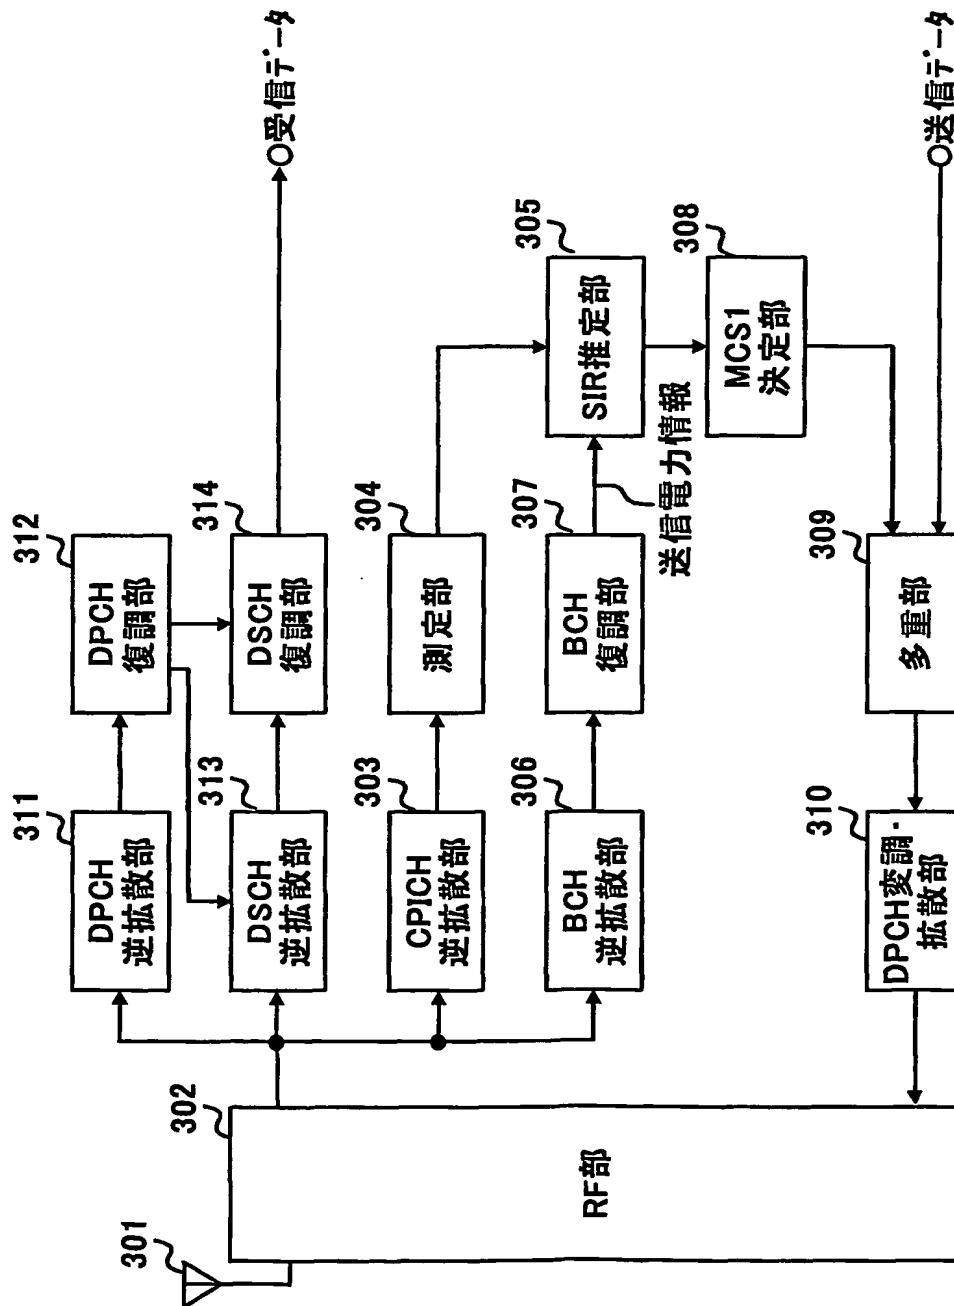 301
302
RF部
311
DPCH
逆拡散部
312
DPCH
復調部
313
DSCH
逆拡散部
314
DSCH
復調部
○受信データ
303
CPICH
逆拡散部
304
測定部
305
SIR推定部
306
BCH
逆拡散部
307
BCH
復調部
送信電力情報
308
MCS1
決定部
310
DPCH変調・
拡散部
309
多重部
○送信データ